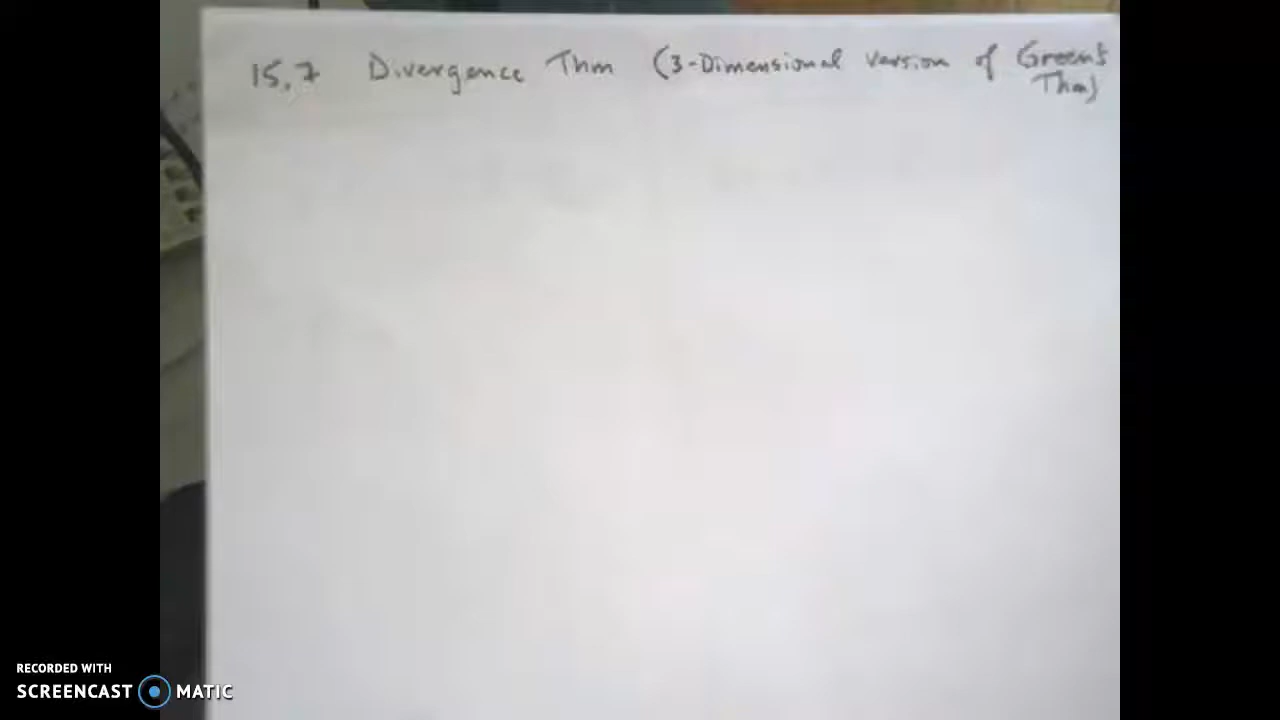 15.7 Divergence Thm (3-Dimensional version of Green's
Thm)
RECORDED WITH
SCREENCAST MATIC